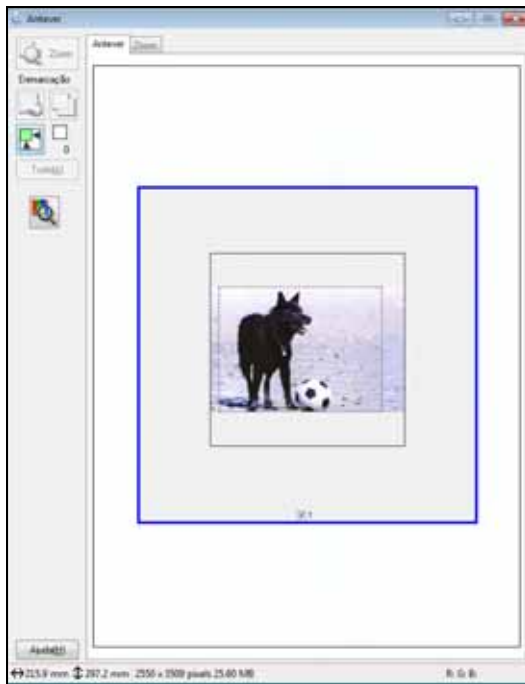 Antever
Zoom
Antever Zoom
Demarcação
0
Todo(s)
Ajuda(H)
215.9 mm 297.2 mm 2550 x 3509 pixels 25.60 MB R: G: B: